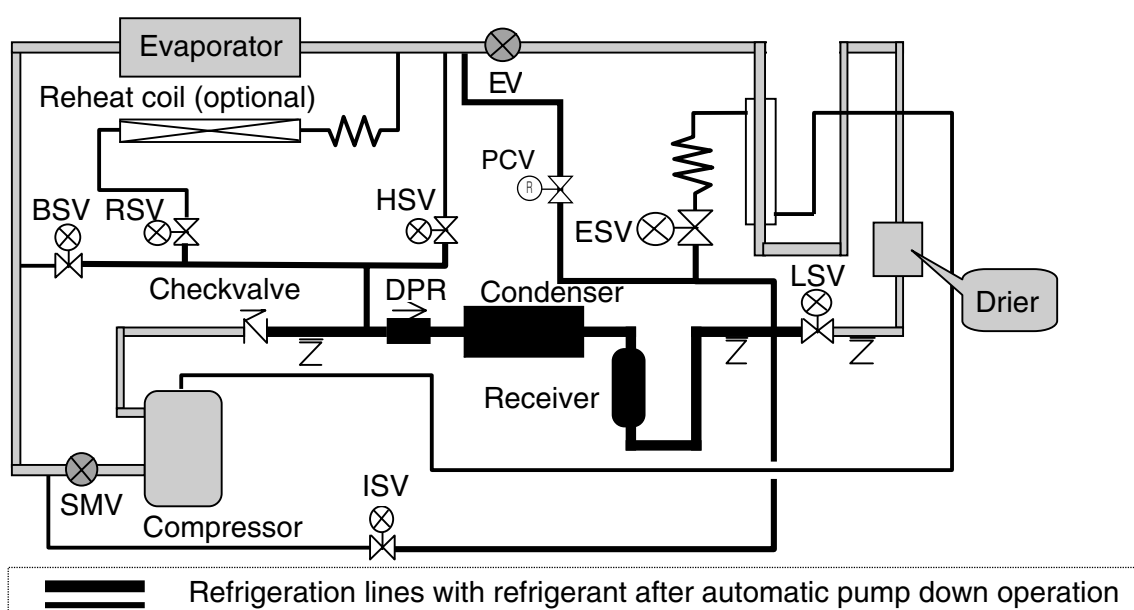 Evaporator
EV
Reheat coil (optional)
PCV
R
HSV
BSV
RSV
ESV
LSV
Checkvalve
DPR
Condenser
Drier
Z
Z
Z
Receiver
SMV
ISV
Compressor
Refrigeration lines with refrigerant after automatic pump down operation